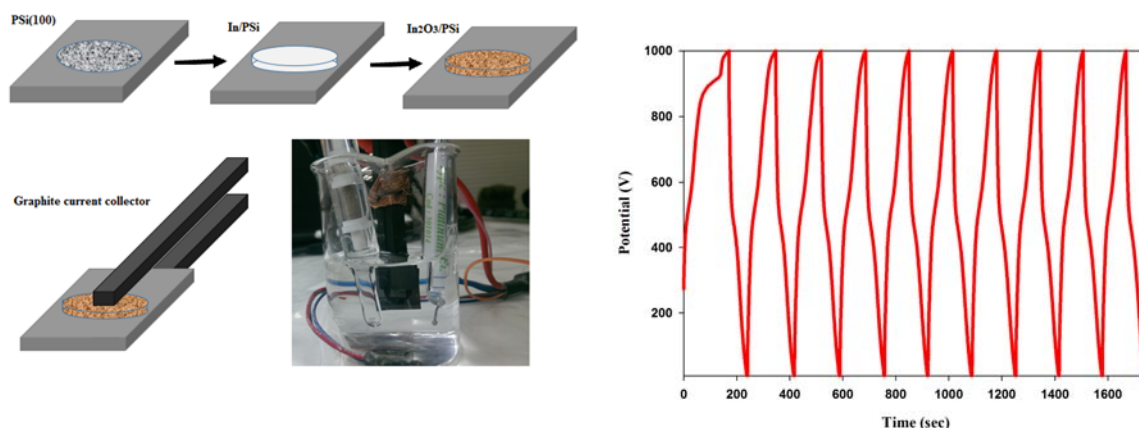 PSi(100)
In/PSi
In2O3/PSi
Graphite current collector
Potential (V)
1000
800
600
400
200
0 200 400 600 800 1000 1200 1400 1600
Time (sec)